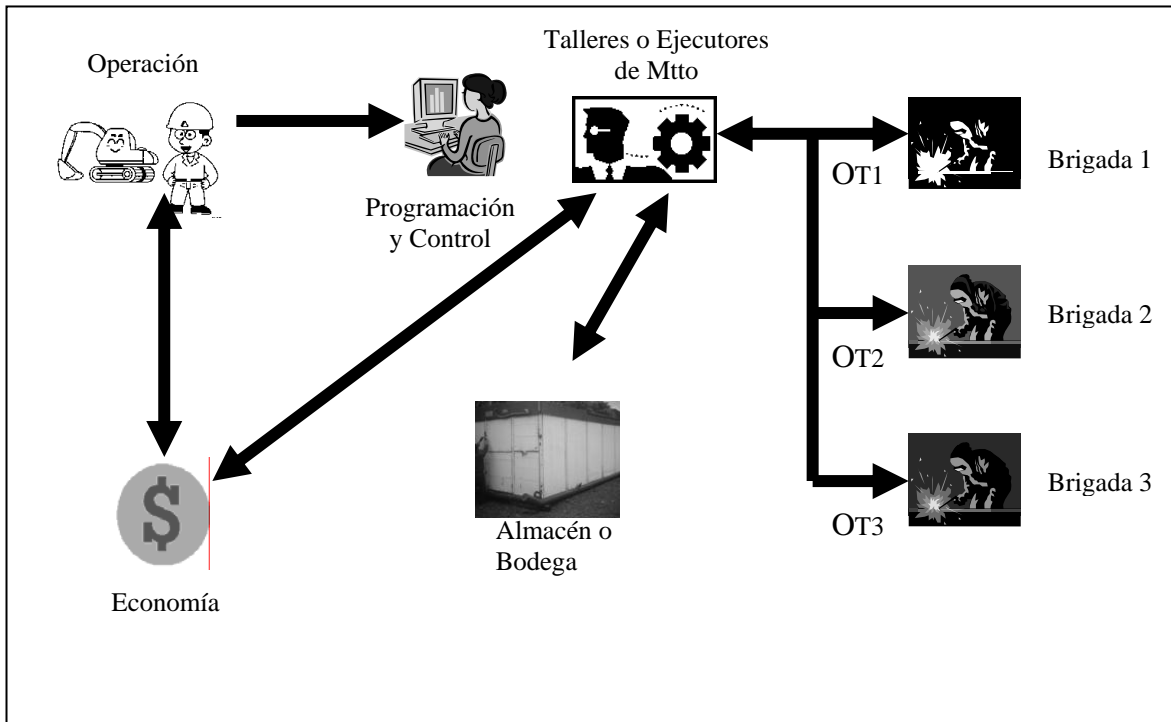 Operación
Talleres o Ejecutores
de Mtto
Programación
y Control
OT1
Brigada 1
OT2
Brigada 2
OT3
Brigada 3
Almacén o
Bodega
$
Economía